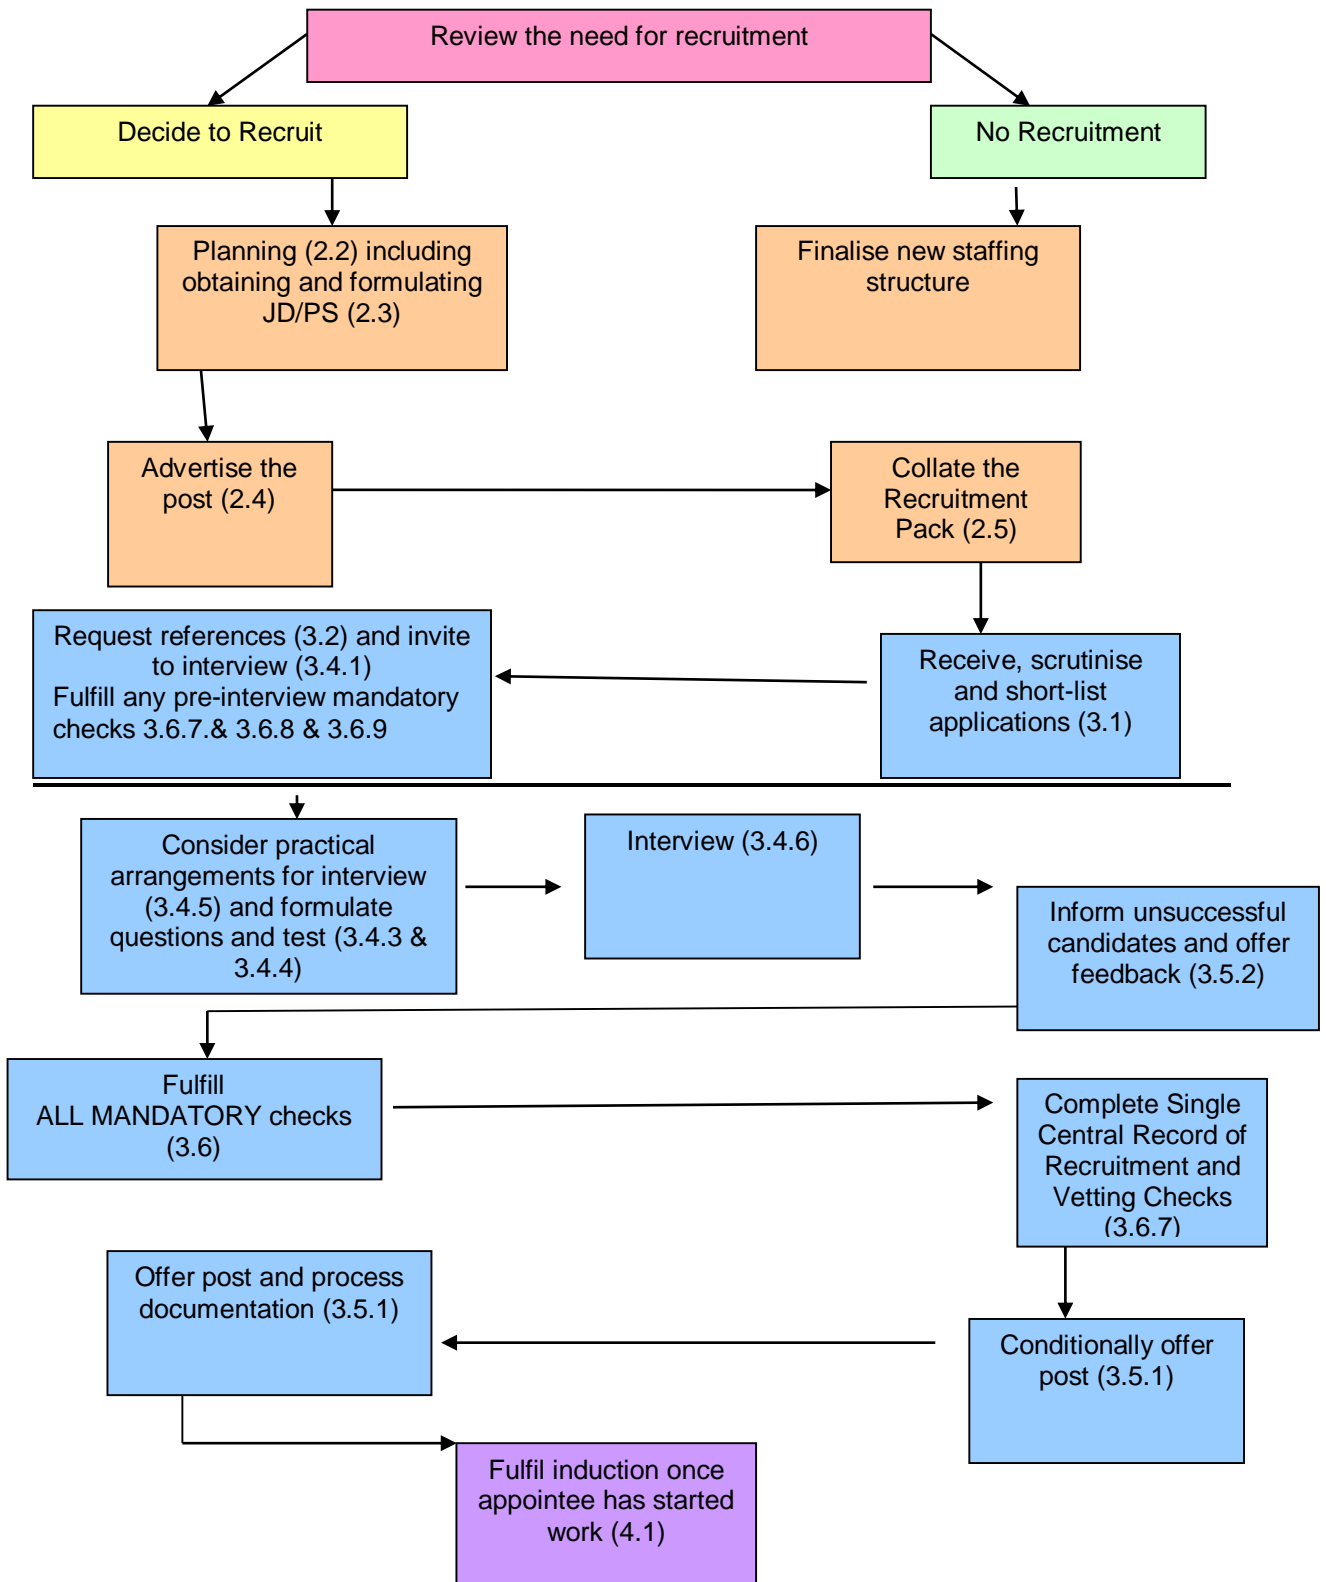 Review the need for recruitment
Decide to Recruit
No Recruitment
Planning (2.2) including
obtaining and formulating
JD/PS (2.3)
Finalise new staffing
structure
Advertise the
post (2.4)
Collate the
Recruitment
Pack (2.5)
Request references (3.2) and invite
to interview (3.4.1)
Fulfill any pre-interview mandatory
checks 3.6.7.& 3.6.8 & 3.6.9
Receive, scrutinise
and short-list
applications (3.1)
Consider practical
arrangements for interview
(3.4.5) and formulate
questions and test (3.4.3 &
3.4.4)
Interview (3.4.6)
Inform unsuccessful
candidates and offer
feedback (3.5.2)
Fulfill
ALL MANDATORY checks
(3.6)
Complete Single
Central Record of
Recruitment and
Vetting Checks
(3.6.7)
Offer post and process
documentation (3.5.1)
Conditionally offer
post (3.5.1)
Fulfil induction once
appointee has started
work (4.1)